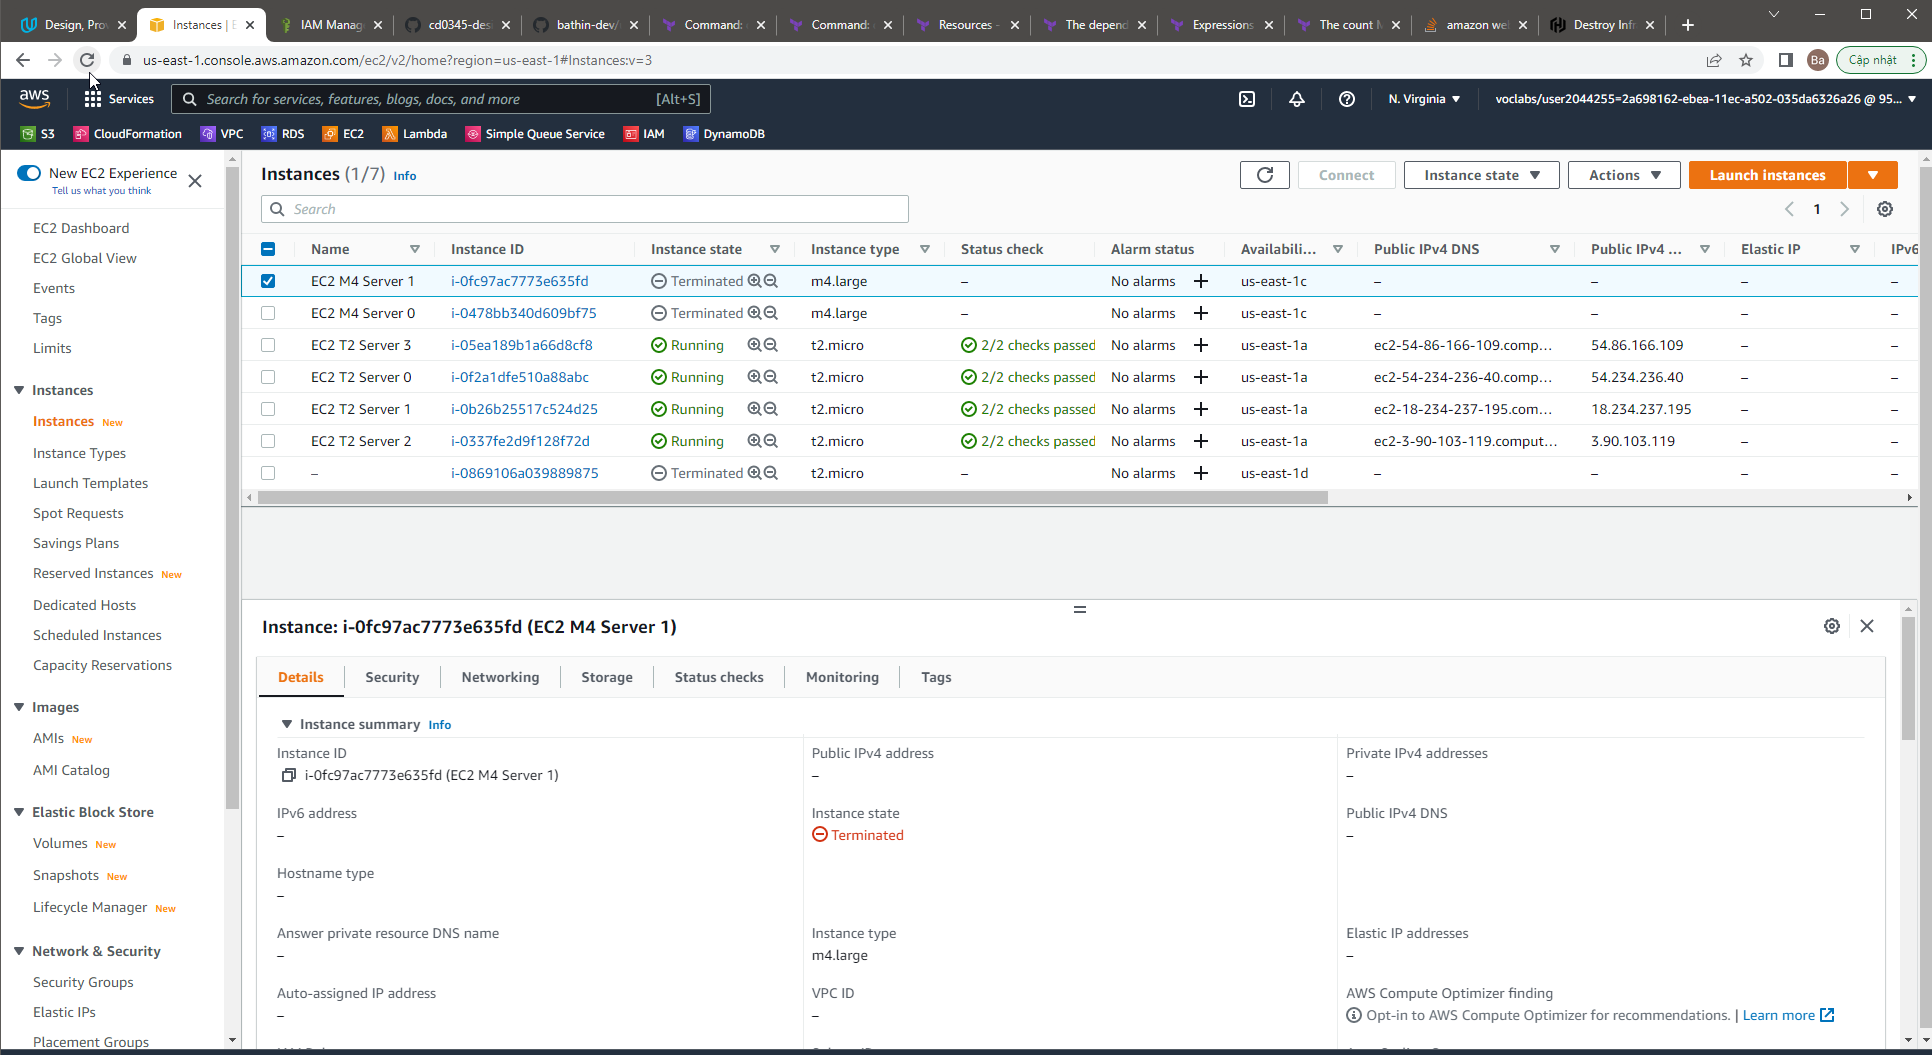 Design, Pro
Instances | E
IAM Manag
cd0345-des
bathin-dev/
Command:
Command:
Resources -
The depend
Expressions
The count M
amazon we
Destroy Infr
us-east-1.console.aws.amazon.com/ec2/v2/home?region=us-east-1#Instances:v=3
Ba
Cập nhật
aws
Services
Search for services, features, blogs, docs, and more
[Alt+S]
N. Virginia
voclabs/user2044255=2a698162-ebea-11ec-a502-035da6326a26 @ 95...
S3 CloudFormation VPC RDS EC2 Lambda Simple Queue Service IAM DynamoDB
New EC2 Experience
Tell us what you think
EC2 Dashboard
EC2 Global View
Events
Tags
Limits
Instances
Instances New
Instance Types
Launch Templates
Spot Requests
Savings Plans
Reserved Instances New
Dedicated Hosts
Scheduled Instances
Capacity Reservations
Images
AMIs New
AMI Catalog
Elastic Block Store
Volumes New
Snapshots New
Lifecycle Manager New
Network & Security
Security Groups
Elastic IPs
Placement Groups
Instances (1/7) Info
Connect
Instance state
Actions
Launch instances
Search
1
Name Instance ID Instance state Instance type Status check Alarm status Availabili... Public IPv4 DNS Public IPv4 ... Elastic IP IPv6
EC2 M4 Server 1 i-0fc97ac7773e635fd Terminated m4.large – No alarms + us-east-1c – – – –
EC2 M4 Server 0 i-0478bb340d609bf75 Terminated m4.large – No alarms + us-east-1c – – – –
EC2 T2 Server 3 i-05ea189b1a66d8cf8 Running t2.micro 2/2 checks passed No alarms + us-east-1a ec2-54-86-166-109.comp... 54.86.166.109 – –
EC2 T2 Server 0 i-0f2a1dfe510a88abc Running t2.micro 2/2 checks passed No alarms + us-east-1a ec2-54-234-236-40.comp... 54.234.236.40 – –
EC2 T2 Server 1 i-0b26b25517c524d25 Running t2.micro 2/2 checks passed No alarms + us-east-1a ec2-18-234-237-195.com... 18.234.237.195 – –
EC2 T2 Server 2 i-0337fe2d9f128f72d Running t2.micro 2/2 checks passed No alarms + us-east-1a ec2-3-90-103-119.comput... 3.90.103.119 – –
– i-0869106a039889875 Terminated t2.micro – No alarms + us-east-1d – – – –
Instance: i-0fc97ac7773e635fd (EC2 M4 Server 1)
Details Security Networking Storage Status checks Monitoring Tags
Instance summary Info
Instance ID
i-0fc97ac7773e635fd (EC2 M4 Server 1)
Public IPv4 address
–
Private IPv4 addresses
–
IPv6 address
–
Instance state
Terminated
Public IPv4 DNS
–
Hostname type
–
Answer private resource DNS name
–
Instance type
m4.large
Elastic IP addresses
–
Auto-assigned IP address
–
VPC ID
–
AWS Compute Optimizer finding
Opt-in to AWS Compute Optimizer for recommendations. | Learn more